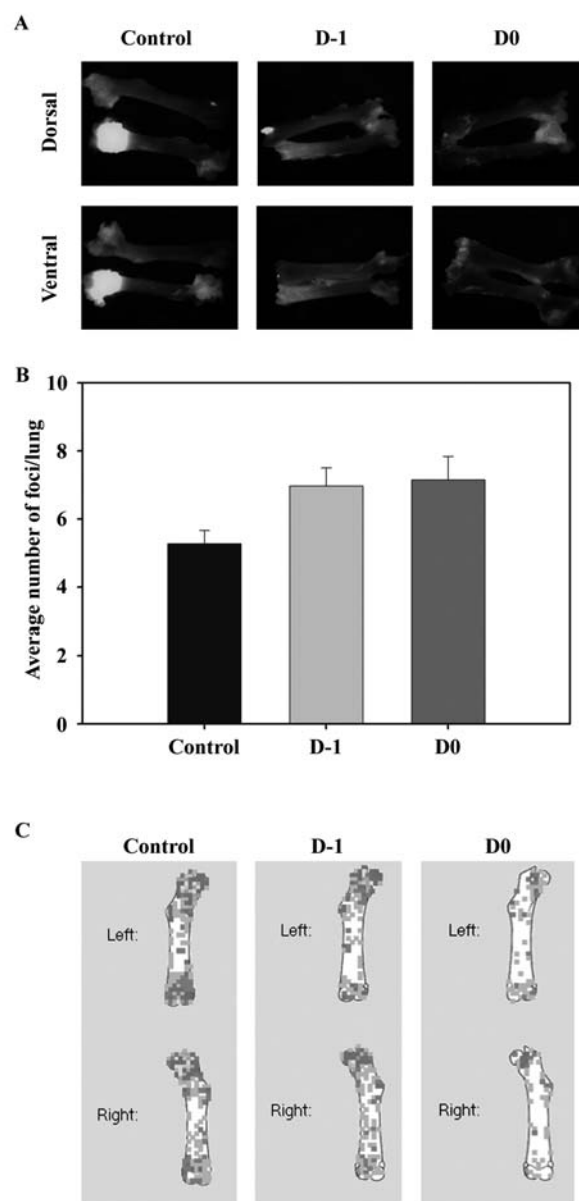 A
Control D-1 D0
Dorsal
Ventral
B
10
8
6
4
2
0
Average number of foci/lung
Control D-1 D0
C
Control D-1 D0
Left: Left: Left:
Right: Right: Right: